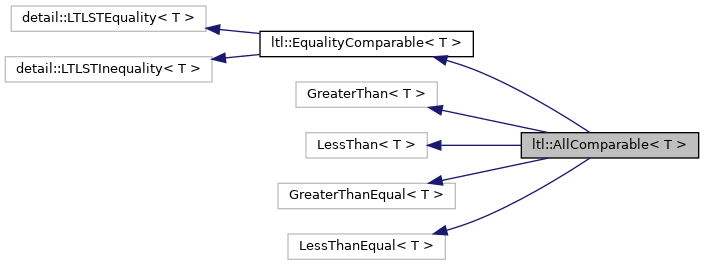 detail::LTLSTEquality< T >
ltl::EqualityComparable< T >
detail::LTLSTInequality< T >
GreaterThan< T >
LessThan< T >
ltl::AllComparable< T >
GreaterThanEqual< T >
LessThanEqual< T >